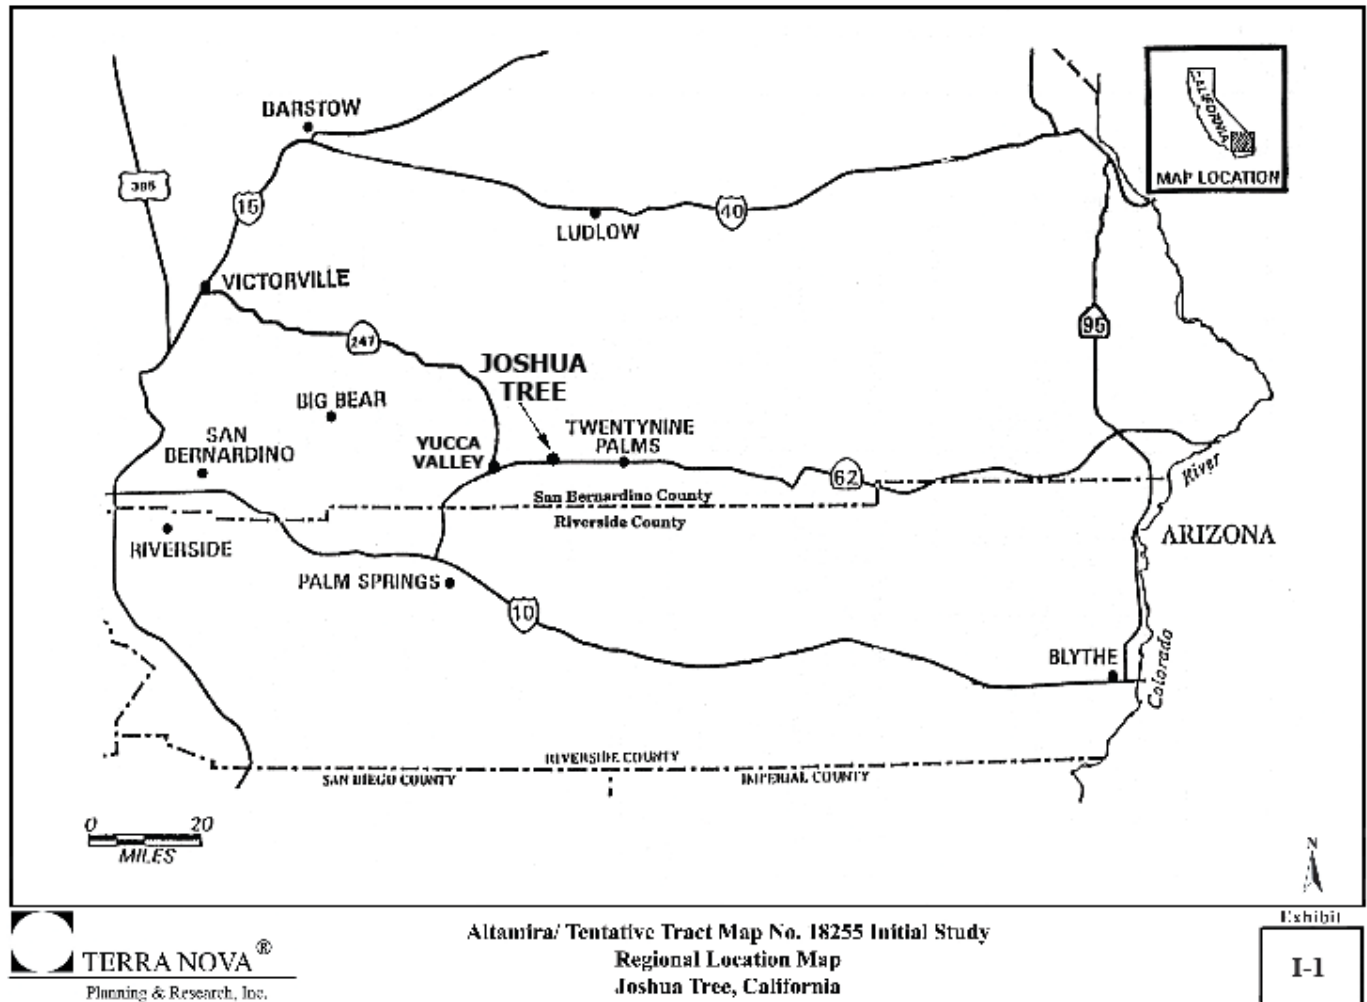 BARSTOW
CALIFORNIA
MAP LOCATION
395
15
40
LUDLOW
VICTORVILLE
247
95
JOSHUA
TREE
BIG BEAR
SAN
BERNARDINO
YUCCA
VALLEY
TWENTYNINE
PALMS
62
River
San Bernardino County
Riverside County
ARIZONA
RIVERSIDE
PALM SPRINGS
10
BLYTHE
Colorado
RIVERSIDE COUNTY
SAN DIEGO COUNTY
IMPERIAL COUNTY
0 20
MILES
N
Exhibit
I-1
TERRA NOVA®
Planning & Research, Inc.
Altamira/ Tentative Tract Map No. 18255 Initial Study
Regional Location Map
Joshua Tree, California